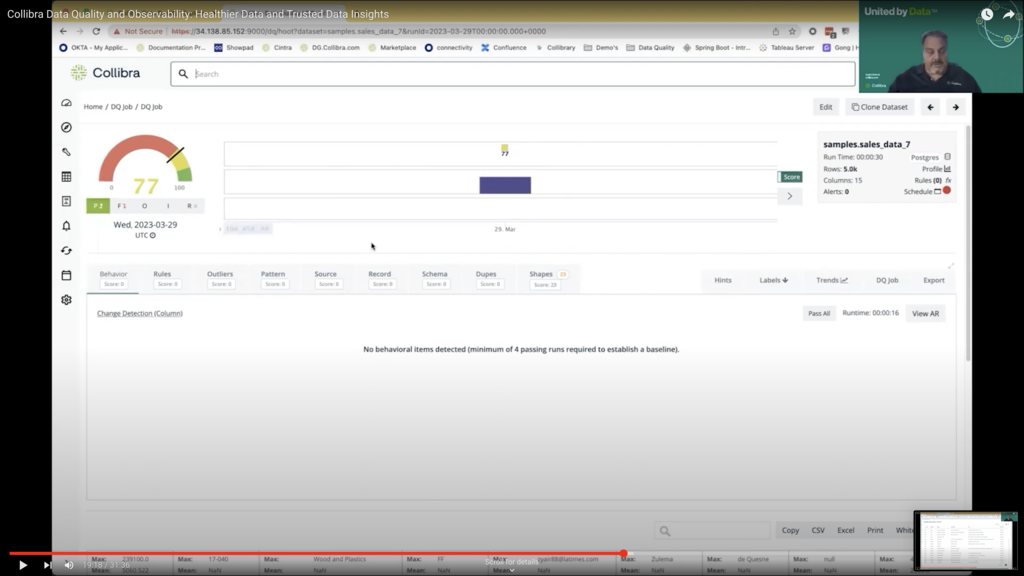 Collibra Data Quality and Observability: Healthier Data and Trusted Data Insights
United by Data
Not Secure https://34.138.85.152:9000/dq/hoot?dataset=samples.sales_data_7&runid=2023-03-29T00:00:00.000+0000
OKTA - My Applic... Documentation Pr... Showpad Cintra DG.Collibra.com Marketplace connectivity Confluence Collibrary Demo's Data Quality Spring Boot - Intr... Tableau Server Gong | H
Collibra
Search
Collibra
Home / DQ Job / DQ Job
Edit Clone Dataset
77
0 100
P 2 F 1 O I R
Wed, 2023-03-29
UTC
77
Score
29. Mar
samples.sales_data_7
Run Time: 00:00:30 Postgres
Rows: 5.0k Profile
Columns: 15 Rules (0) fx
Alerts: 0 Schedule
Behavior Rules Outliers Pattern Source Record Schema Dupes Shapes 23
Score: 0 Score: 0 Score: 0 Score: 0 Score: 0 Score: 0 Score: 0 Score: 0 Score: 23
Hints Labels Trends DQ Job Export
Change Detection (Column)
Pass All Runtime: 00:00:16 View AR
No behavioral items detected (minimum of 4 passing runs required to establish a baseline).
Copy CSV Excel Print
Max: 239100.0 Max: 17-040 Max: Wood and Plastics Max: FF Max: Max: Zulema Max: de Quesne Max: null Max:
Mean: Mean: NaN Mean: NaN Mean: NaN Mean: NaN Mean: NaN Mean: NaN Mean: NaN Mean:
19:18 / 31:36
Scroll for details